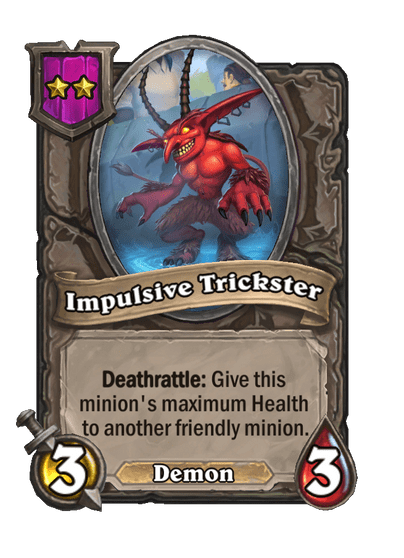 Impulsive Trickster
Deathrattle: Give this
minion's maximum Health
to another friendly minion.
3
Demon
3